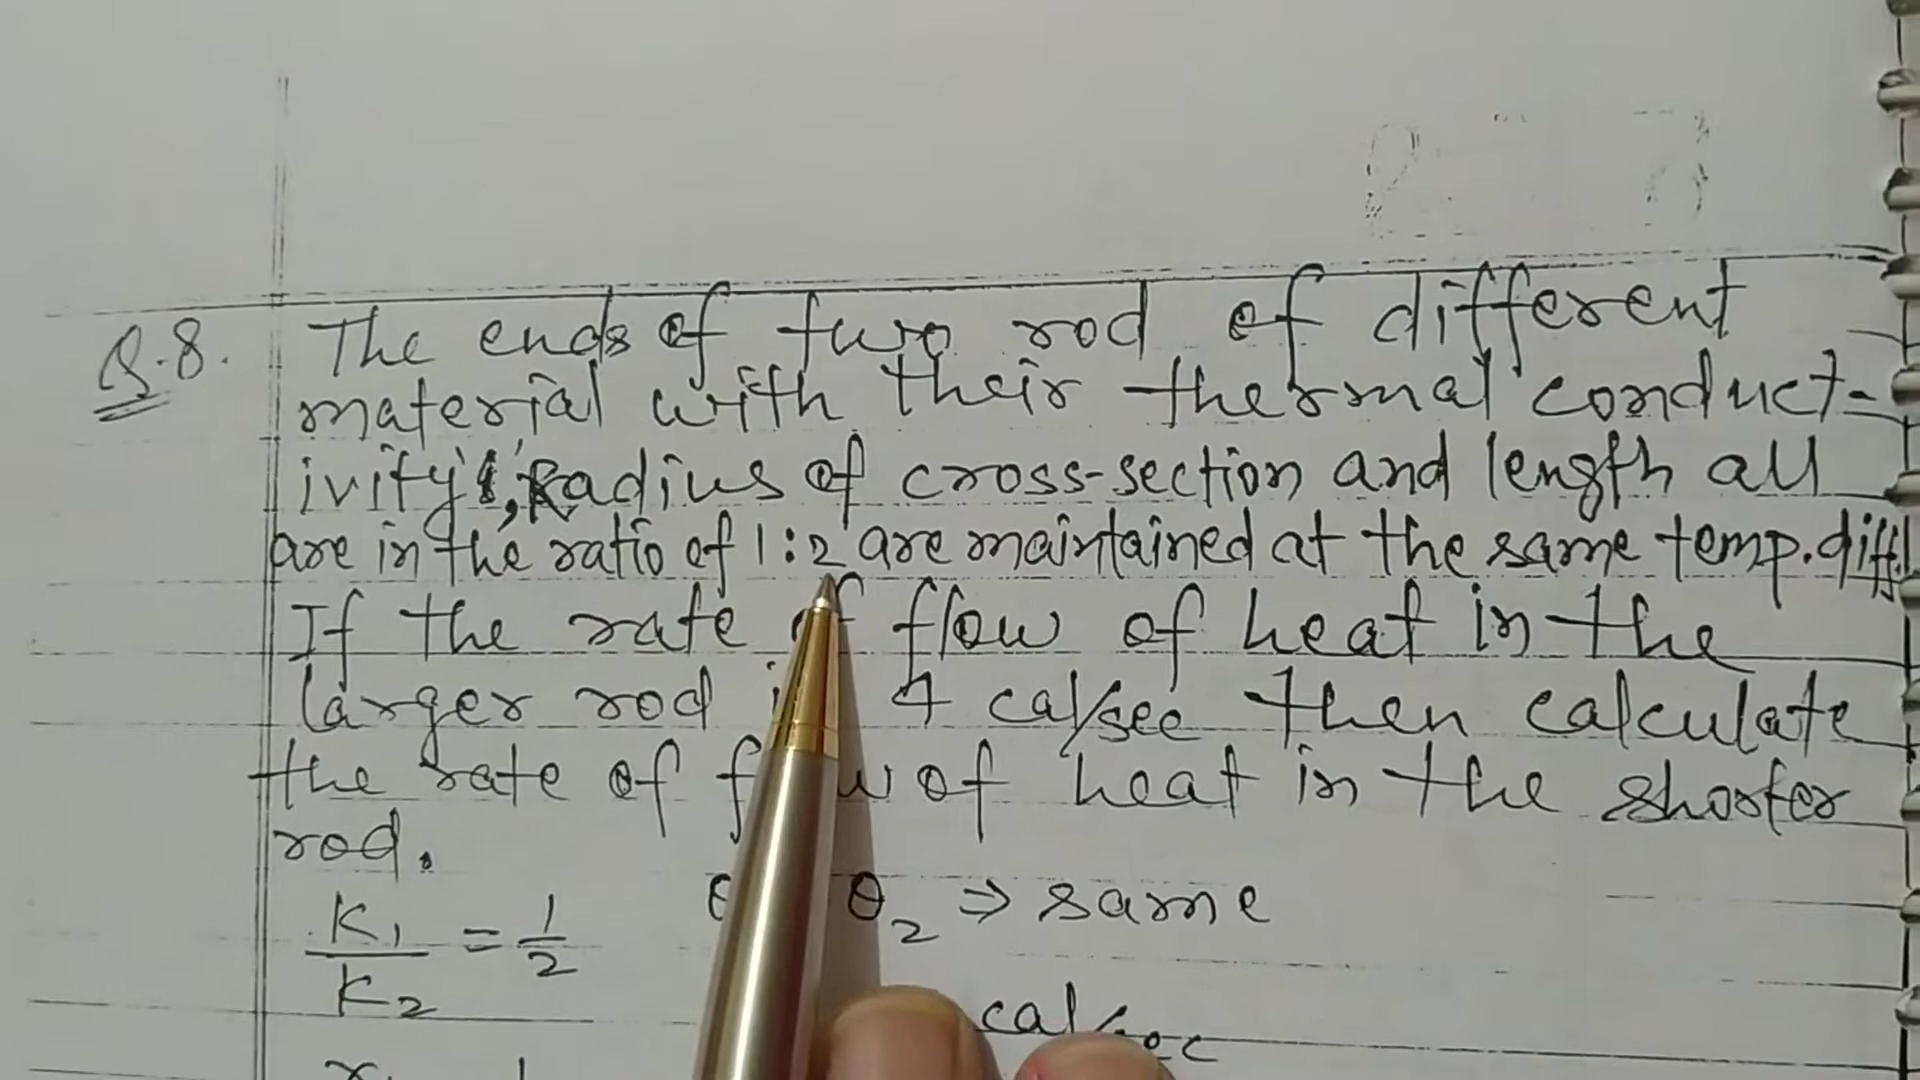 Q.8. The ends of two rod of different
material with their thermal conduct-
ivity, Radius of cross-section and length all
are in the ratio of 1:2 are maintained at the same temp. diff.
If the rate of flow of heat in the
larger rod 4 cal/sec then calculate
the rate of of heat in the shorter
rod.
K1/K2 = 1/2 θ2 ⇒ same
cal/sec